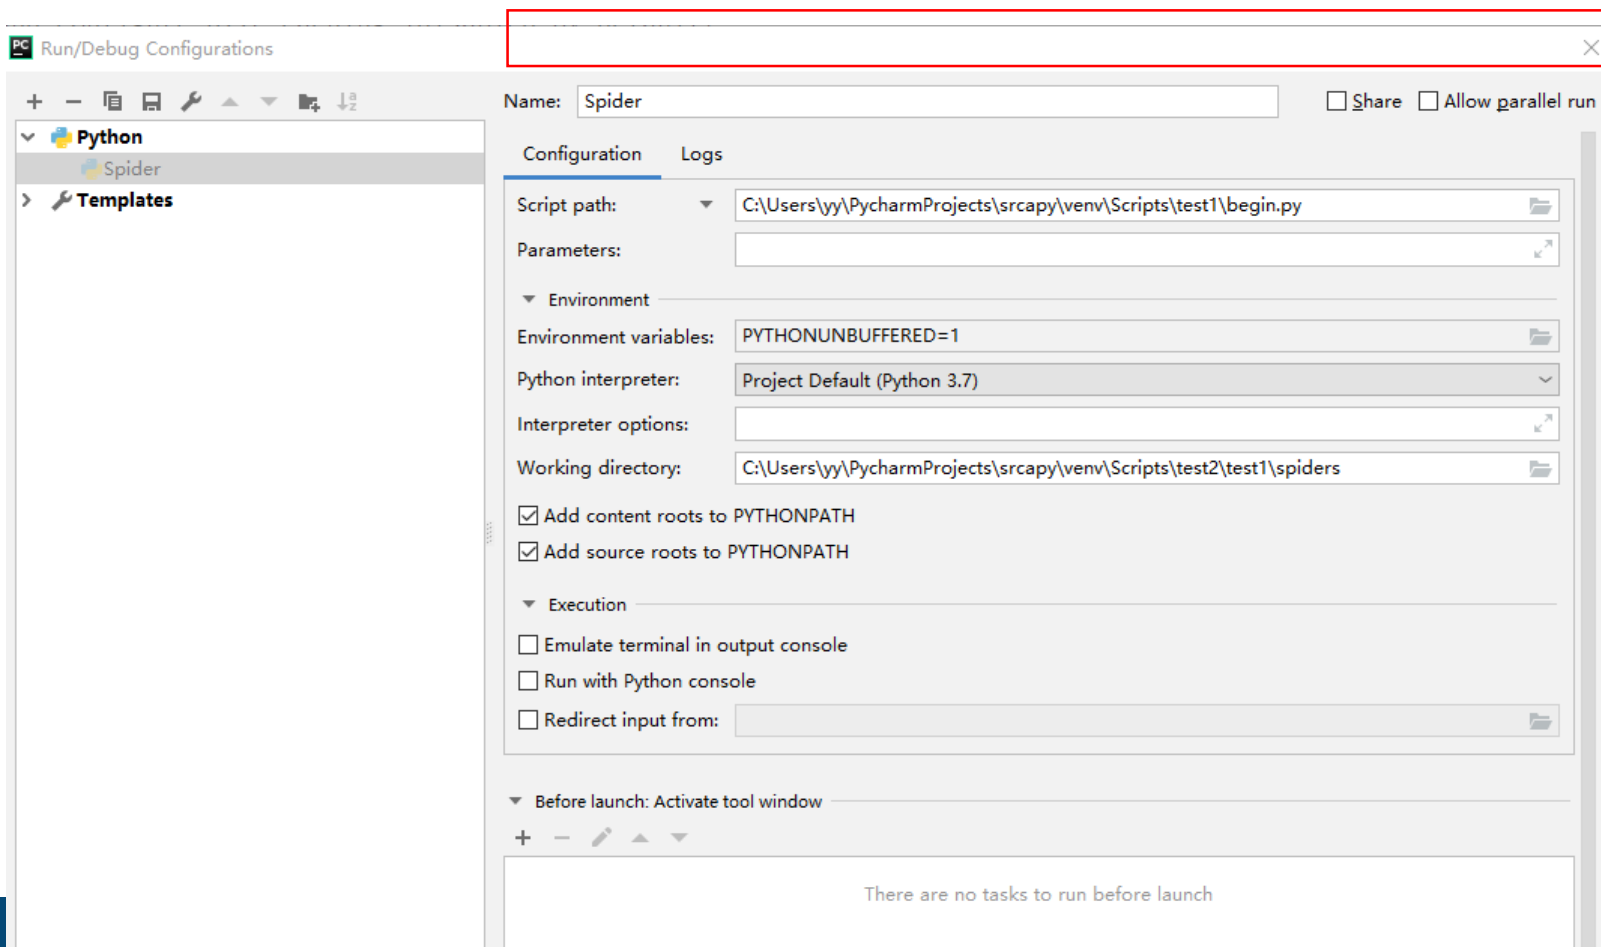 PC Run/Debug Configurations
Name: Spider Share Allow parallel run
Python
Spider
Templates
Configuration Logs
Script path: C:\Users\yy\PycharmProjects\srcapy\venv\Scripts\test1\begin.py
Parameters:
Environment
Environment variables: PYTHONUNBUFFERED=1
Python interpreter: Project Default (Python 3.7)
Interpreter options:
Working directory: C:\Users\yy\PycharmProjects\srcapy\venv\Scripts\test2\test1\spiders
Add content roots to PYTHONPATH
Add source roots to PYTHONPATH
Execution
Emulate terminal in output console
Run with Python console
Redirect input from:
Before launch: Activate tool window
There are no tasks to run before launch